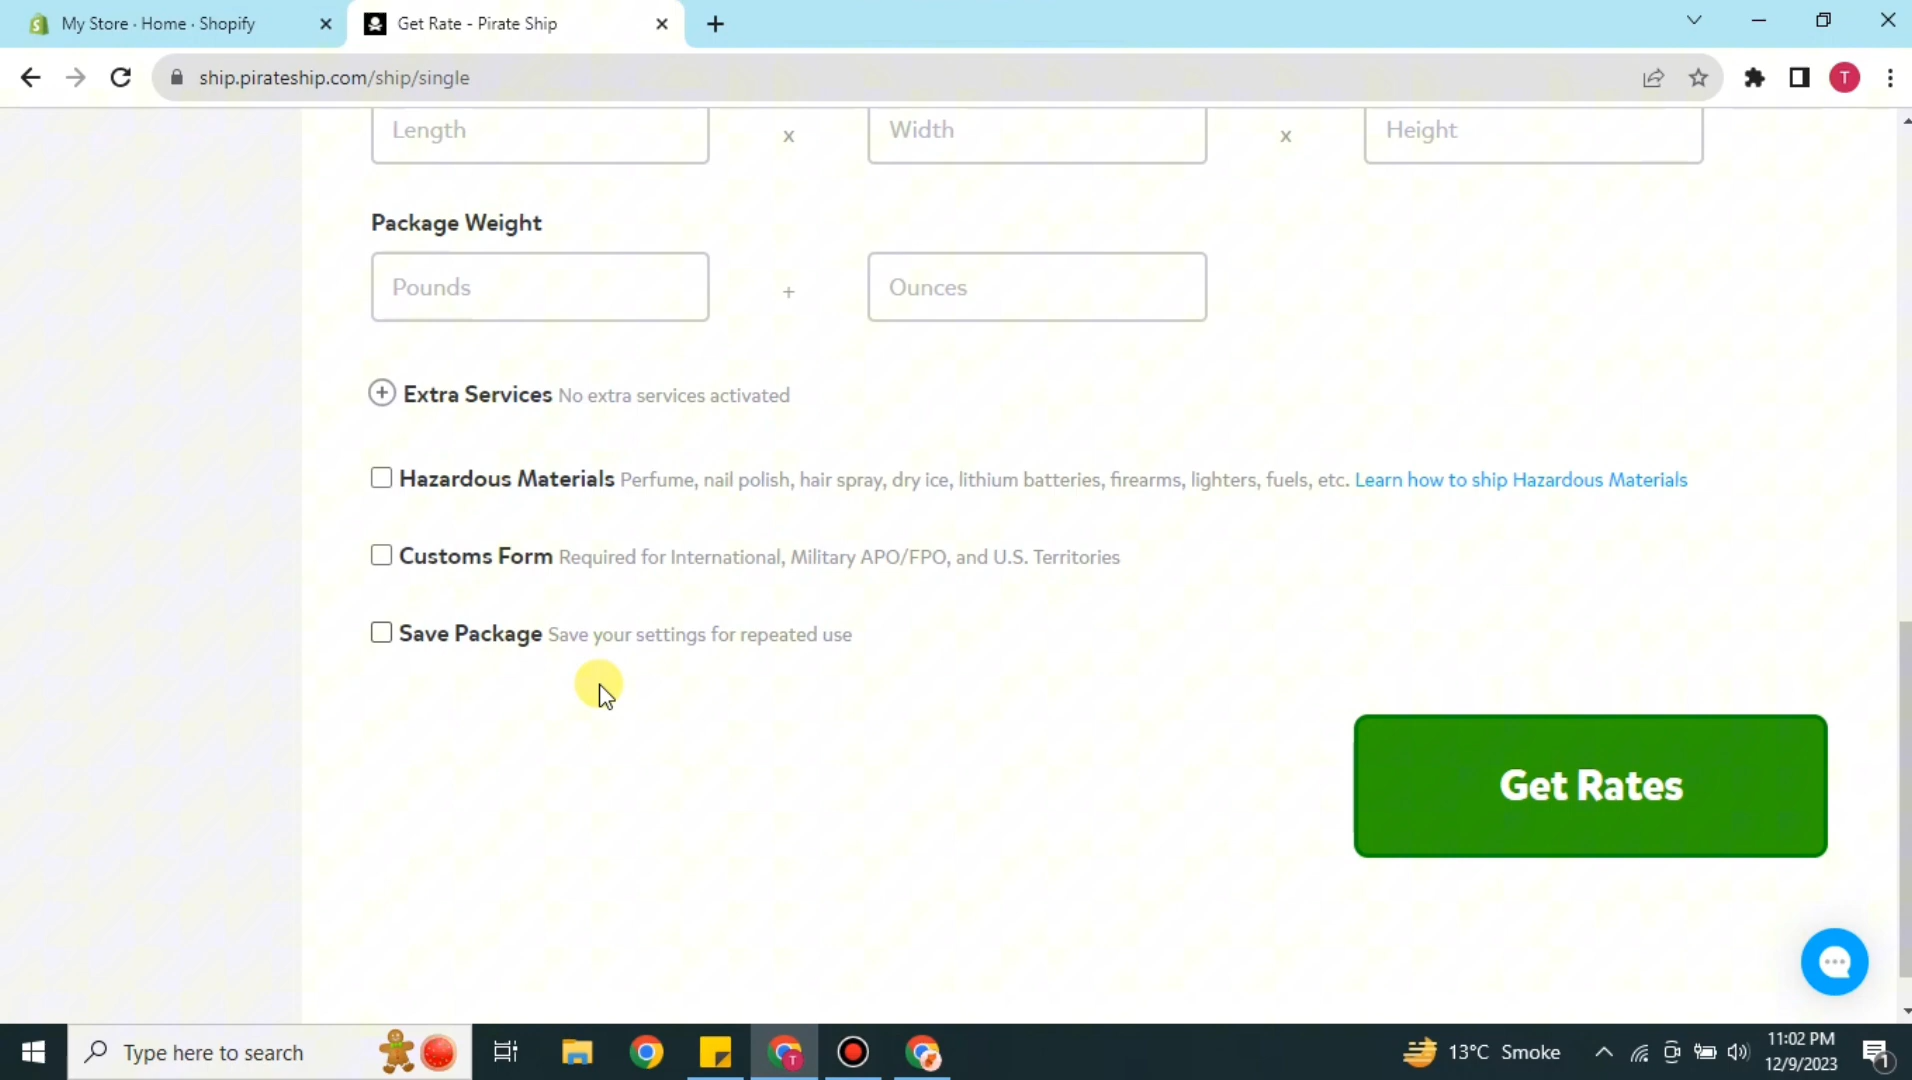 My Store · Home · Shopify
Get Rate - Pirate Ship
ship.pirateship.com/ship/single
T
Length x Width x Height
Package Weight
Pounds + Ounces
Extra Services No extra services activated
Hazardous Materials Perfume, nail polish, hair spray, dry ice, lithium batteries, firearms, lighters, fuels, etc. Learn how to ship Hazardous Materials
Customs Form Required for International, Military APO/FPO, and U.S. Territories
Save Package Save your settings for repeated use
Get Rates
Type here to search
T
13°C Smoke
11:02 PM
12/9/2023
1